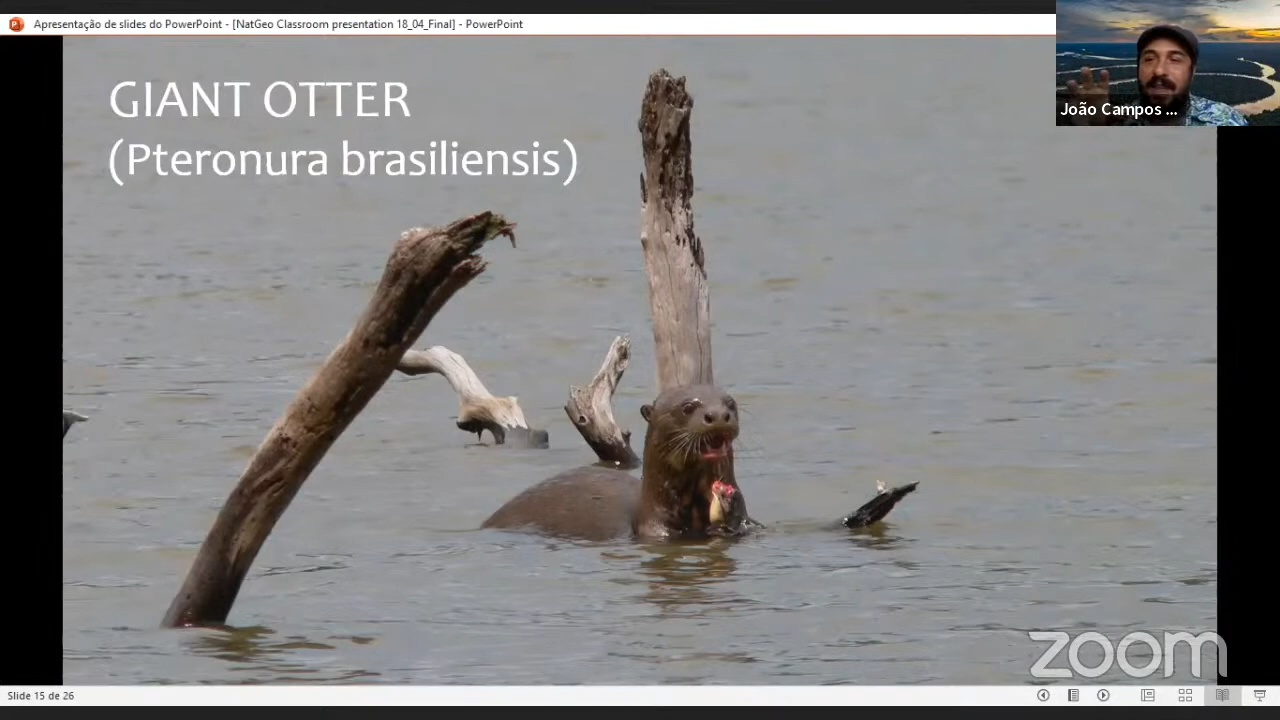 Apresentação de slides do PowerPoint - [NatGeo Classroom presentation 18_04_Final] - PowerPoint
João Campos ...
GIANT OTTER
(Pteronura brasiliensis)
zoom
Slide 15 de 26